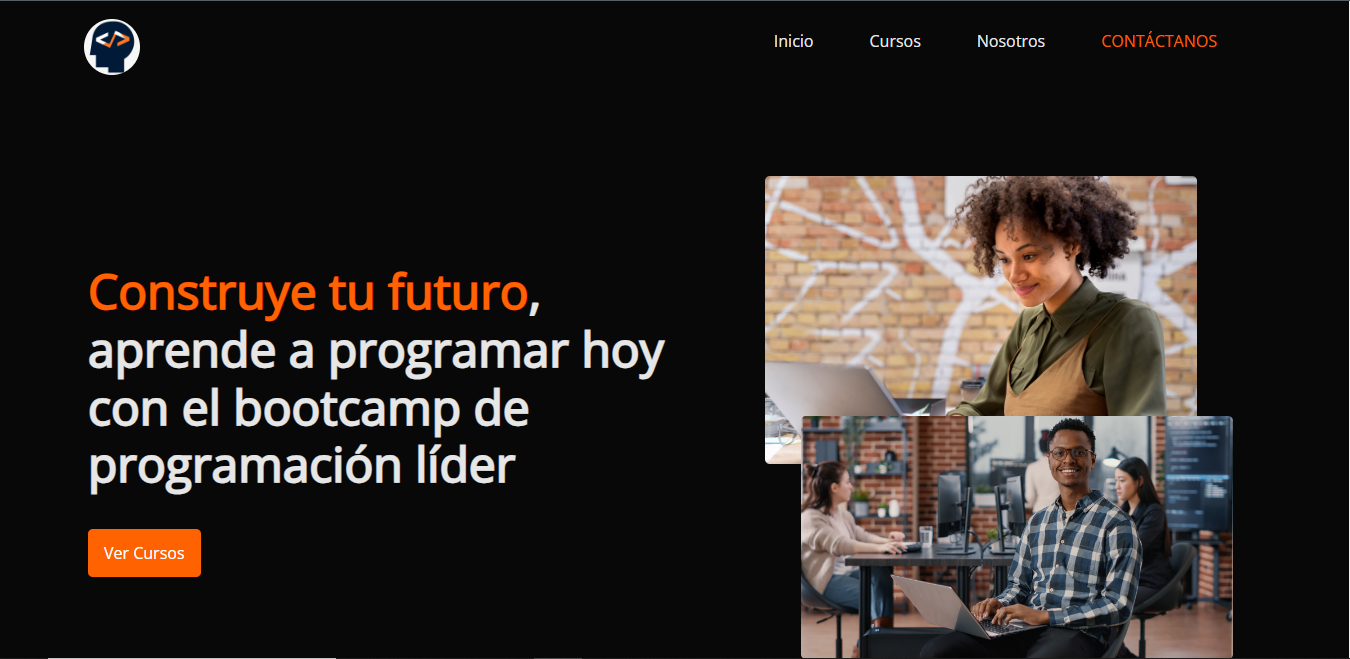 Inicio
Cursos
Nosotros
CONTÁCTANOS
Construye tu futuro,
aprende a programar hoy
con el bootcamp de
programación líder
Ver Cursos